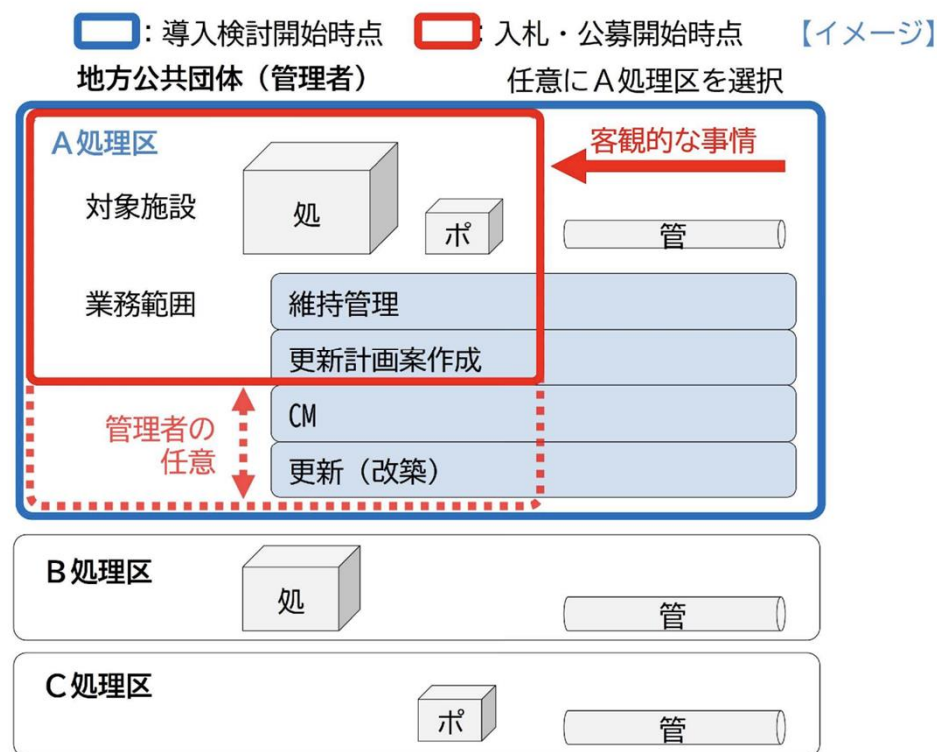 ：導入検討開始時点 ：入札・公募開始時点 【イメージ】
地方公共団体（管理者） 任意にA処理区を選択
A処理区
客観的な事情
対象施設
処
ポ
管
業務範囲
維持管理
更新計画案作成
CM
更新（改築）
管理者の
任意
B処理区
処
管
C処理区
ポ
管